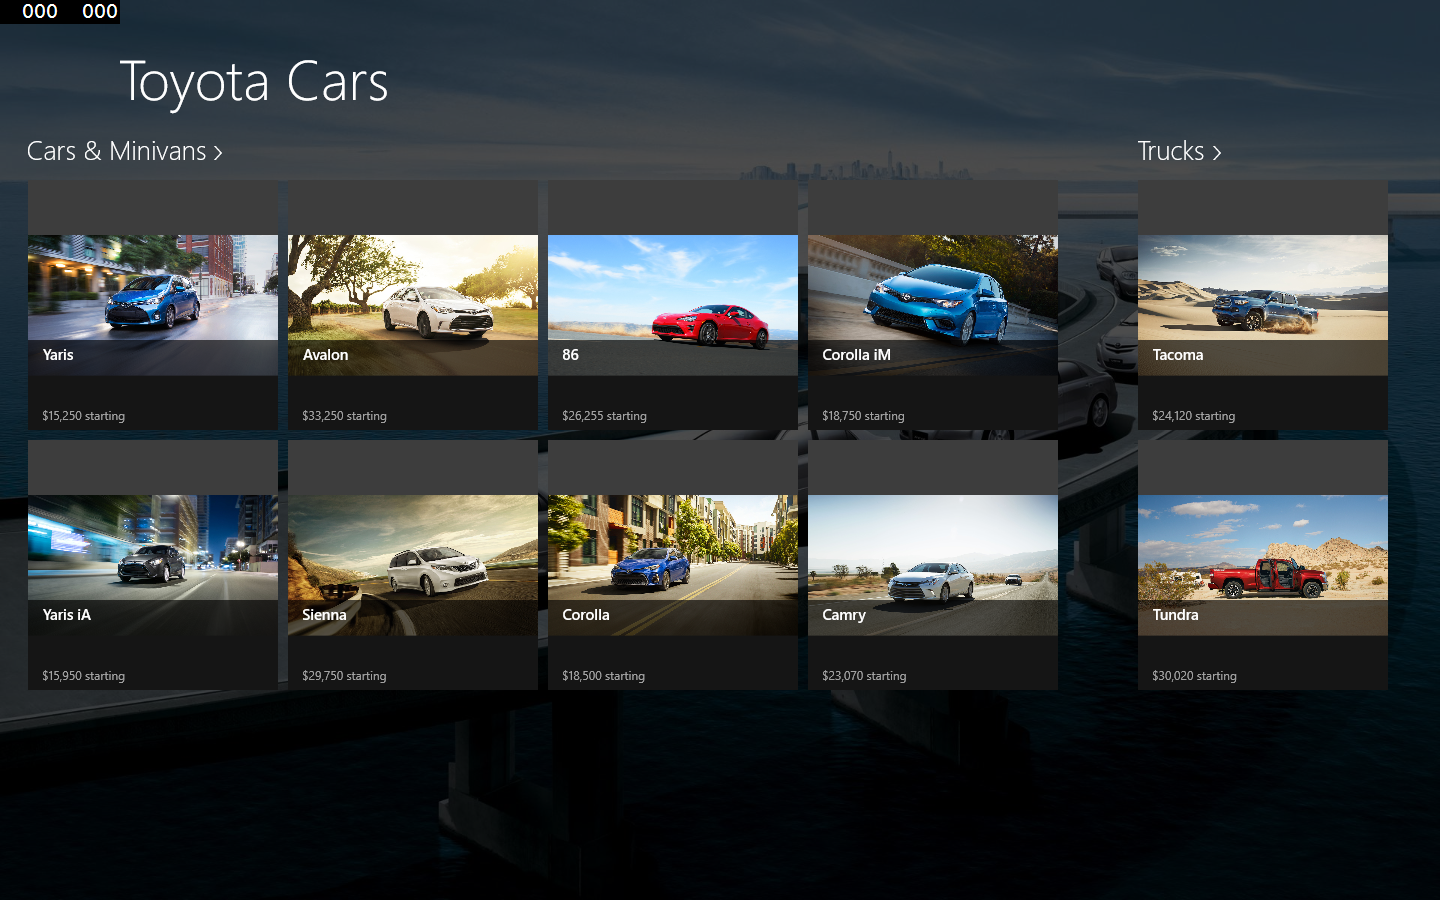 000 000
Toyota Cars
Cars & Minivans >
Yaris
$15,250 starting
Avalon
$33,250 starting
86
$26,255 starting
Corolla iM
$18,750 starting
Yaris iA
$15,950 starting
Sienna
$29,750 starting
Corolla
$18,500 starting
Camry
$23,070 starting
Trucks >
Tacoma
$24,120 starting
Tundra
$30,020 starting